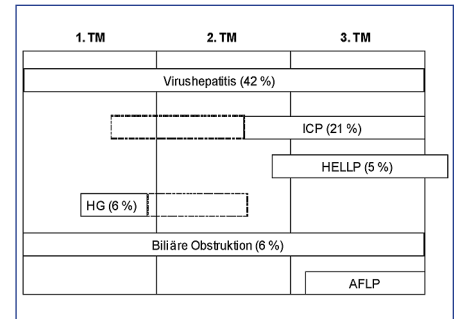 1. TM 2. TM 3. TM
Virushepatitis (42 %)
ICP (21 %)
HELLP (5 %)
HG (6 %)
Biliäre Obstruktion (6 %)
AFLP